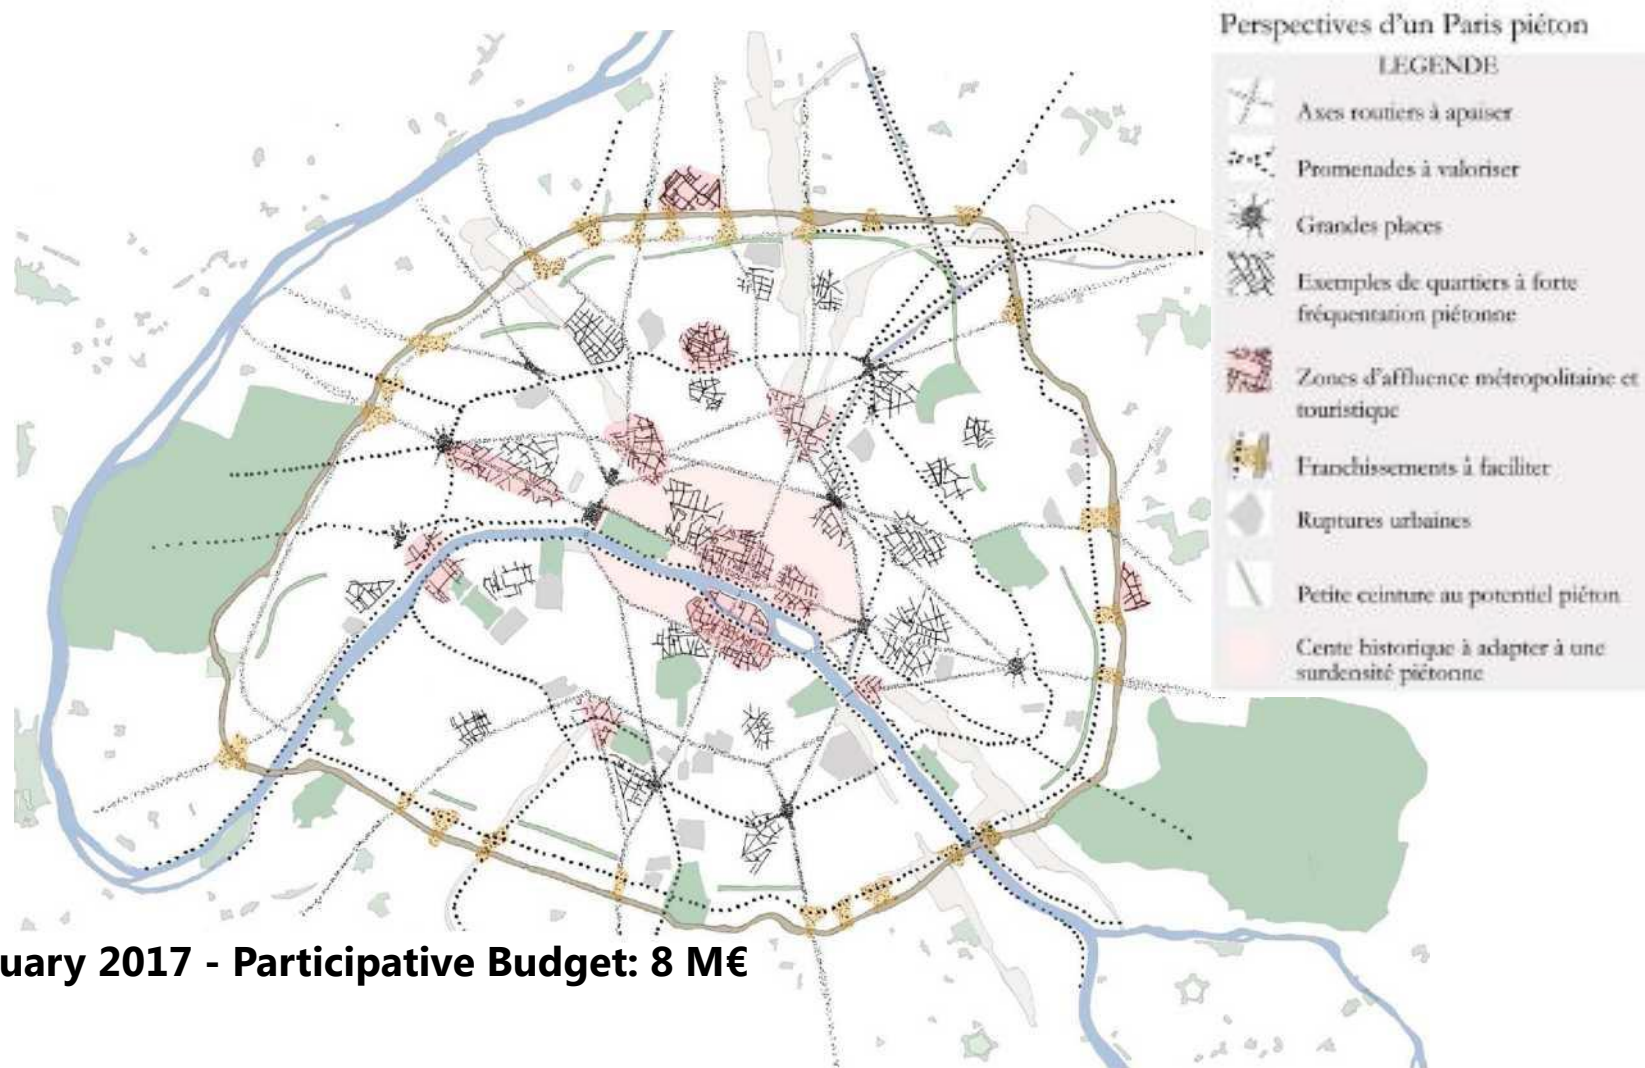 Perspectives d'un Paris piéton
LEGENDE
Axes routiers à apaiser
Promenades à valoriser
Grandes places
Exemples de quartiers à forte
fréquentation piétonne
Zones d'affluence métropolitaine et
touristique
Franchissements à faciliter
Ruptures urbaines
Petite ceinture au potentiel piéton
Cente historique à adapter à une
surdensité piétonne
uary 2017 - Participative Budget: 8 M€